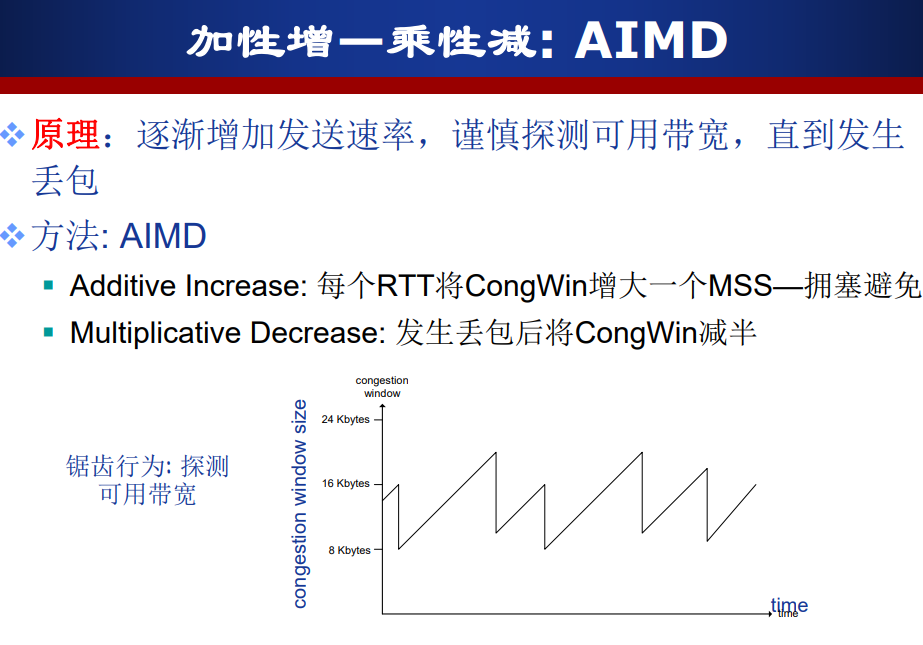 加性增—乘性减: AIMD
原理：逐渐增加发送速率，谨慎探测可用带宽，直到发生
丢包
方法: AIMD
Additive Increase: 每个RTT将CongWin增大一个MSS—拥塞避免
Multiplicative Decrease: 发生丢包后将CongWin减半
congestion
window
24 Kbytes
16 Kbytes
8 Kbytes
congestion window size
锯齿行为: 探测
可用带宽
time
time